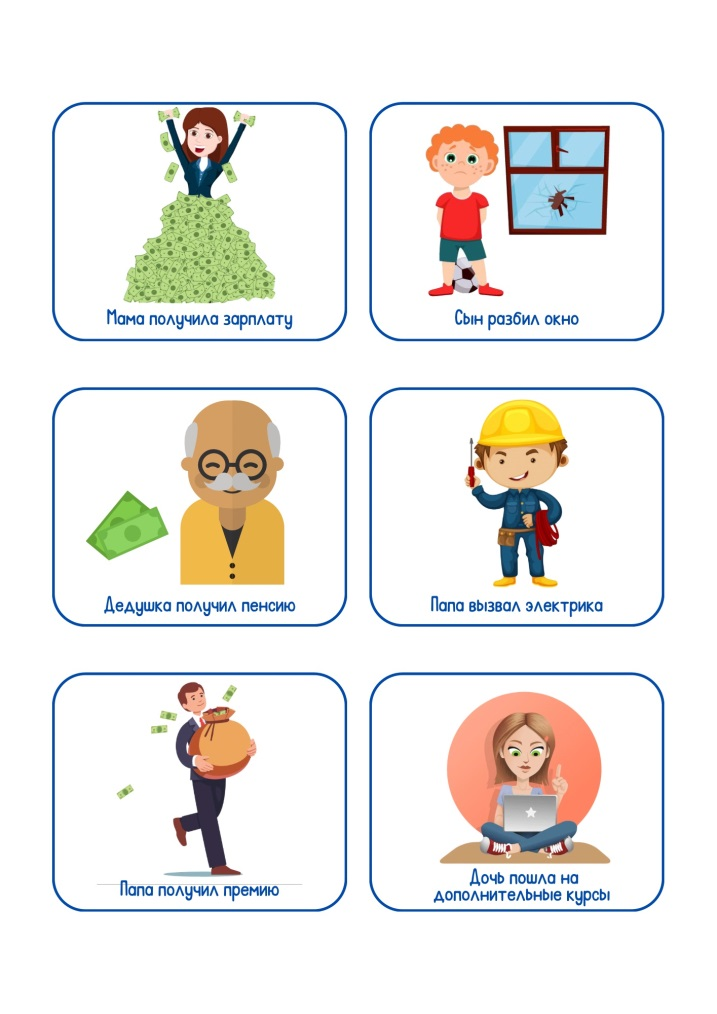 Мама получила зарплату
Сын разбил окно
Дедушка получил пенсию
Папа вызвал электрика
Папа получил премию
Дочь пошла на
дополнительные курсы